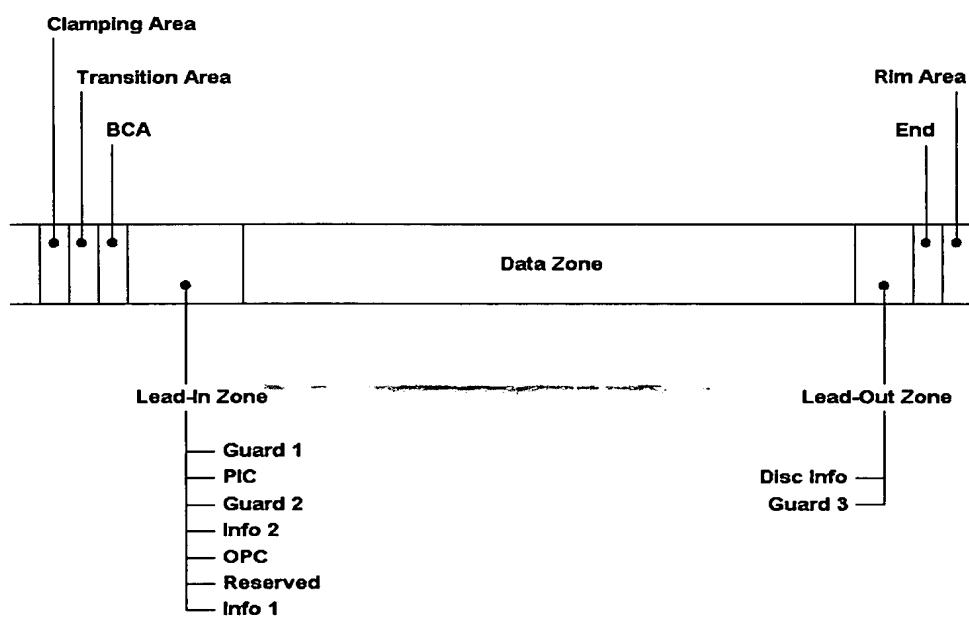 Clamping Area
Transition Area
Rim Area
BCA
End
Data Zone
Lead-In Zone
Lead-Out Zone
Guard 1
PIC
Guard 2
Info 2
OPC
Reserved
Info 1
Disc Info
Guard 3